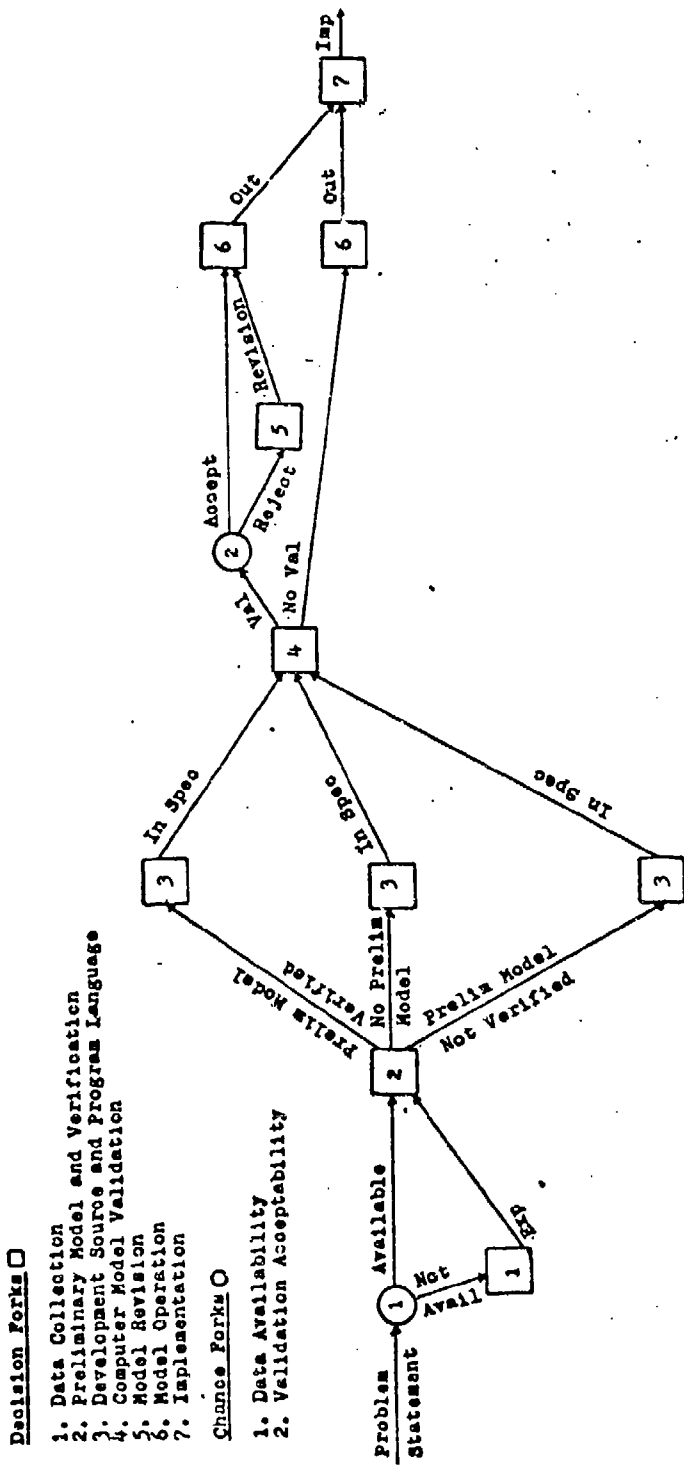 Decision Forks
1. Data Collection
2. Preliminary Model and Verification
3. Development Source and Program Language
4. Computer Model Validation
5. Model Revision
6. Model Operation
7. Implementation
Chance Forks
1. Data Availability
2. Validation Acceptability
Problem
Statement
1
Available
Not
Avail
1
Exp
2
Prelim Model
Verified
No Prelim
Model
Prelim Model
Not Verified
3
3
3
In Spec
In Spec
In Spec
4
Val
No Val
2
Accept
Reject
5
Revision
6
6
Out
Out
7
Imp